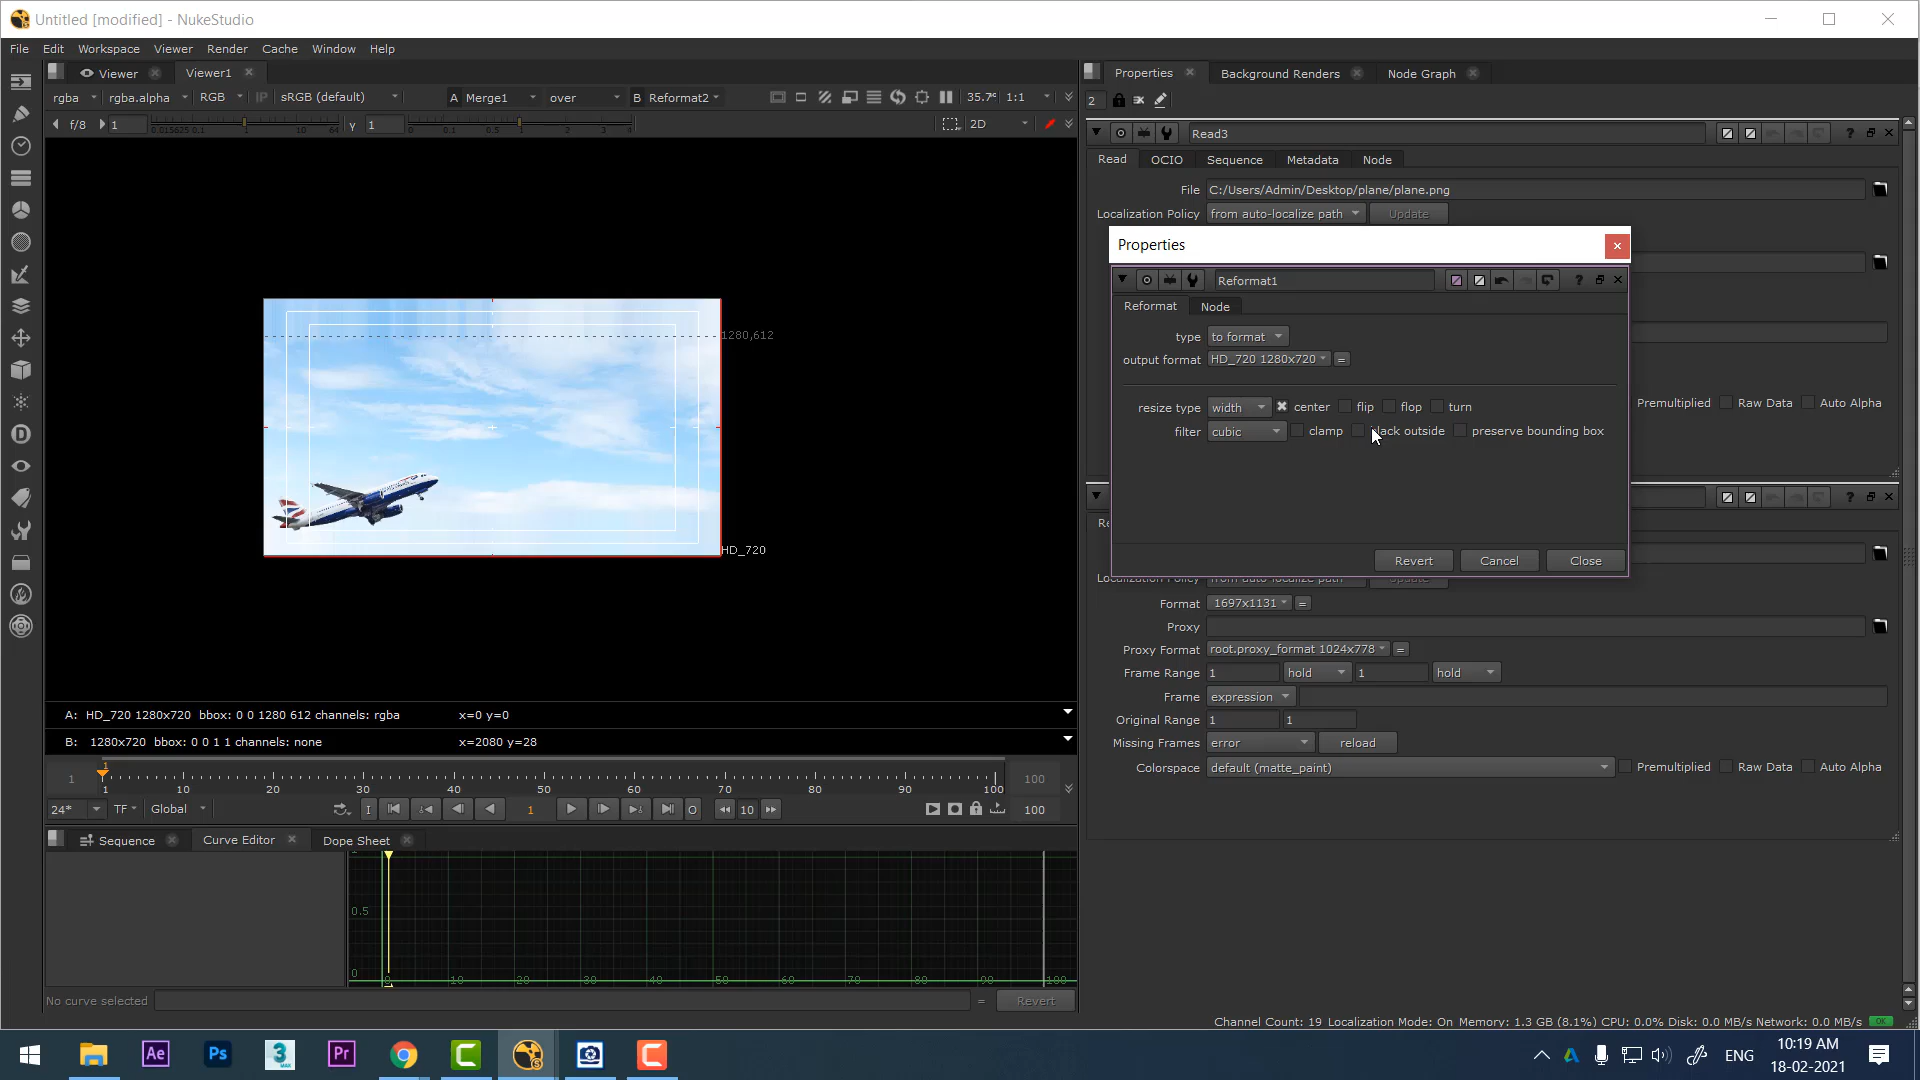 Untitled [modified] - NukeStudio
File Edit Workspace Viewer Render Cache Window Help
Viewer Viewer1
rgba rgba.alpha RGB IP sRGB (default) A Merge1 over B Reformat2 1:1
f/8 1 y 1 2D
1280,612
HD_720
A: HD_720 1280x720 bbox: 0 0 1280 612 channels: rgba x=0 y=0
B: 1280x720 bbox: 0 0 1 1 channels: none x=2080 y=28
1 1 100
1 10 20 30 40 50 60 70 80 90 100
24* TF Global I 1 O 10 100
Sequence Curve Editor Dope Sheet
0.5
0
No curve selected = Revert
Properties Background Renders Node Graph
2
Read3
Read OCIO Sequence Metadata Node
File C:/Users/Admin/Desktop/plane/plane.png
Localization Policy from auto-localize path Update
Properties
Reformat1
Reformat Node
type to format
output format HD_720 1280x720 =
resize type width center flip flop turn
filter cubic clamp outside preserve bounding box
Revert Cancel Close
Premultiplied Raw Data Auto Alpha
Format 1697x1131 =
Proxy
Proxy Format root.proxy_format 1024x778 =
Frame Range 1 hold 1 hold
Frame expression
Original Range 1 1
Missing Frames error reload
Colorspace default (matte_paint) Premultiplied Raw Data Auto Alpha
Channel Count: 19 Localization Mode: On Memory: 1.3 GB (8.1%) CPU: 0.0% Disk: 0.0 MB/s Network: 0.0 MB/s OK
Ae Ps 3 Pr C C
ENG
10:19 AM
18-02-2021